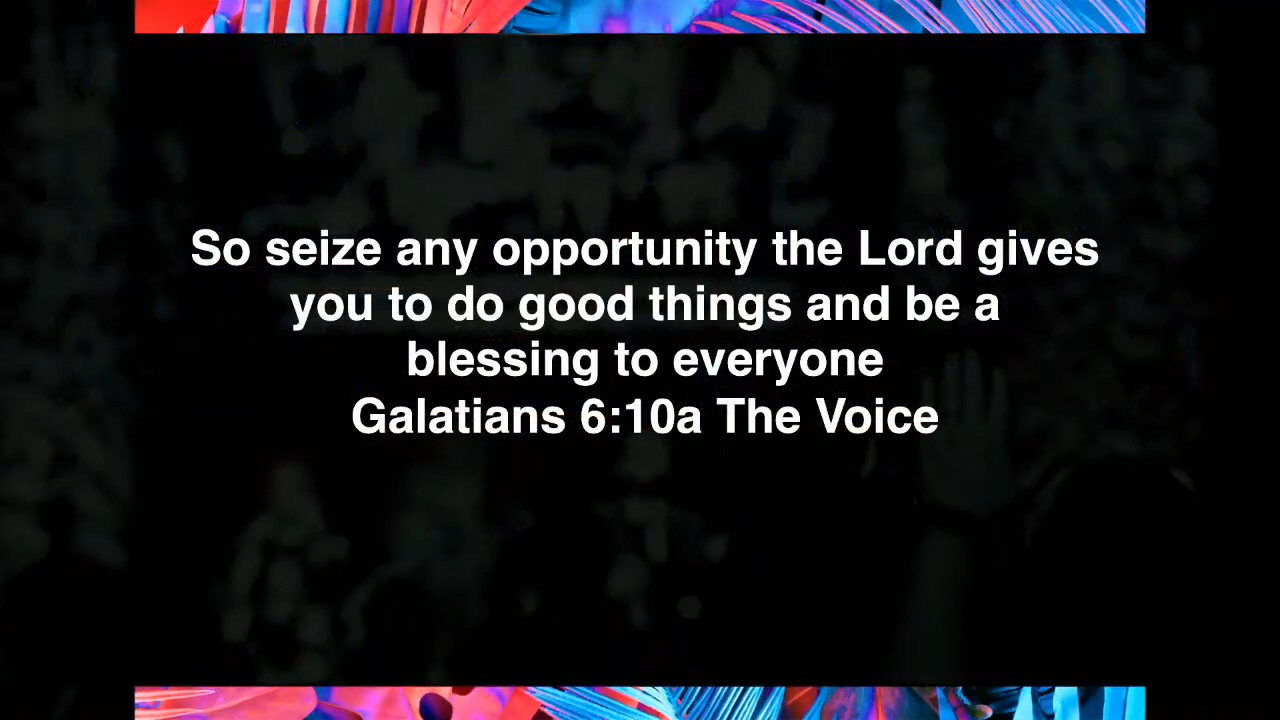 So seize any opportunity the Lord gives
you to do good things and be a
blessing to everyone
Galatians 6:10a The Voice